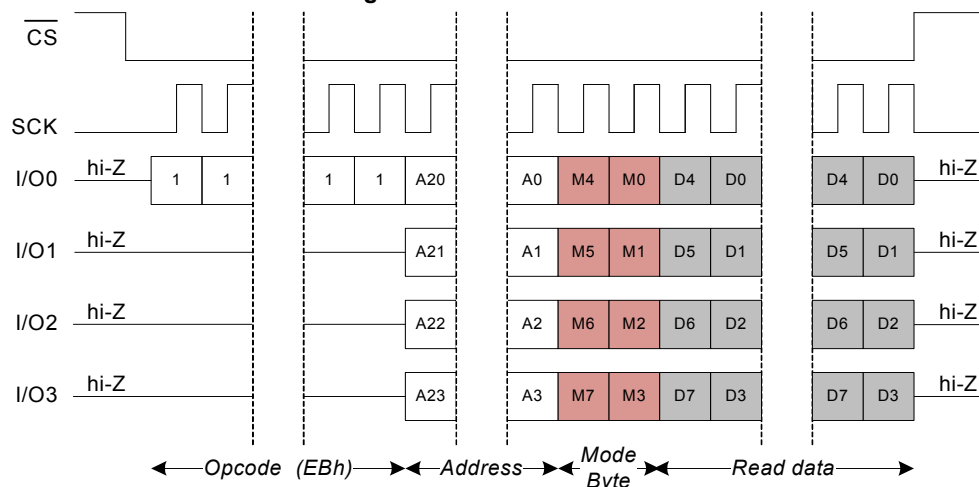 CS
SCK
I/O0 hi-Z 1 1 1 1 A20 A0 M4 M0 D4 D0 D4 D0 hi-Z
I/O1 hi-Z A21 A1 M5 M1 D5 D1 D5 D1 hi-Z
I/O2 hi-Z A22 A2 M6 M2 D6 D2 D6 D2 hi-Z
I/O3 hi-Z A23 A3 M7 M3 D7 D3 D7 D3 hi-Z
Opcode (EBh) Address Mode Byte Read data